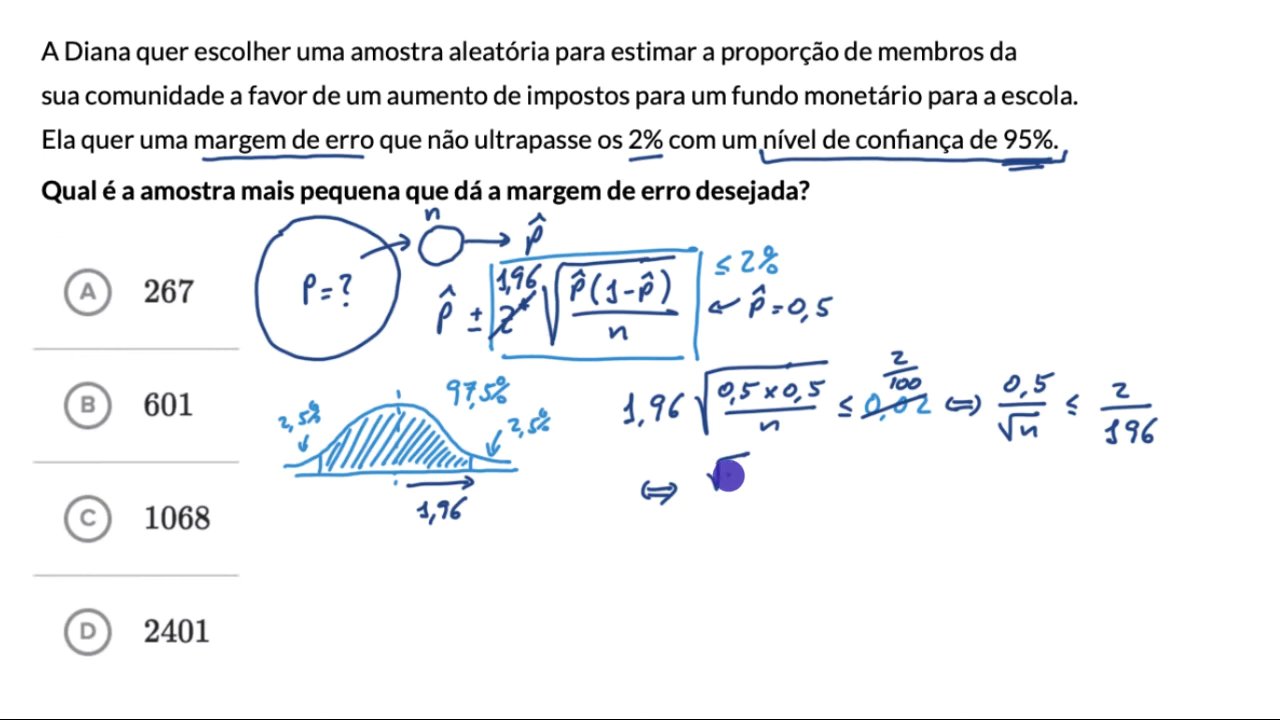 A Diana quer escolher uma amostra aleatória para estimar a proporção de membros da
sua comunidade a favor de um aumento de impostos para um fundo monetário para a escola.
Ela quer uma margem de erro que não ultrapasse os 2% com um nível de confiança de 95%.
Qual é a amostra mais pequena que dá a margem de erro desejada?
A 267
B 601
C 1068
D 2401
n
P=? → → p̂
p̂ ± 1,96 z* √(p̂(1-p̂)/n) ≤ 2%
↙ p̂=0,5
2,5% 97,5% 2,5%
1,96
1,96 √(0,5×0,5/n) ≤ 0,02 2/100 ⇔ 0,5/√n ≤ 2/196
⇔ √